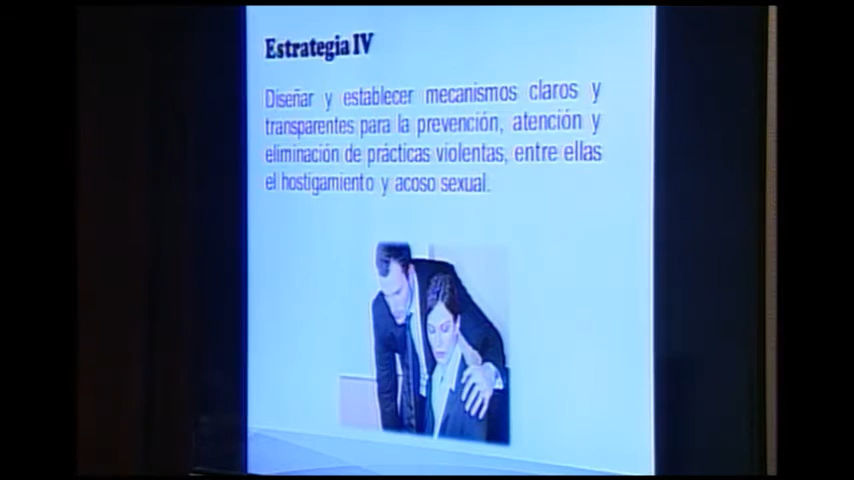 Estrategia IV
Diseñar y establecer mecanismos claros y
transparentes para la prevención, atención y
eliminación de prácticas violentas, entre ellas
el hostigamiento y acoso sexual.